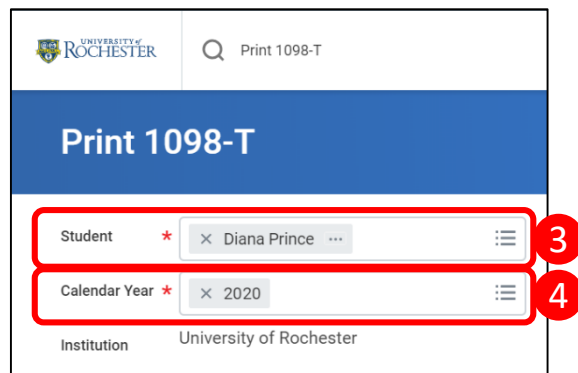 UNIVERSITY of
ROCHESTER
Print 1098-T
Print 1098-T
Student * × Diana Prince ··· 3
Calendar Year * × 2020 4
Institution University of Rochester